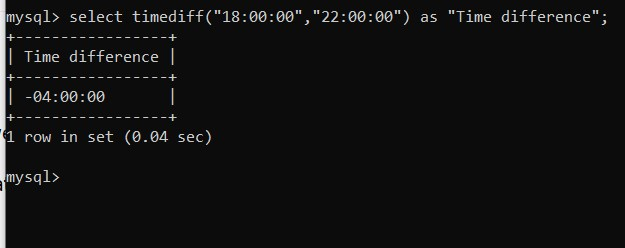 mysql> select timediff("18:00:00","22:00:00") as "Time difference";
+-----------------+
| Time difference |
+-----------------+
| -04:00:00       |
+-----------------+
1 row in set (0.04 sec)
mysql>